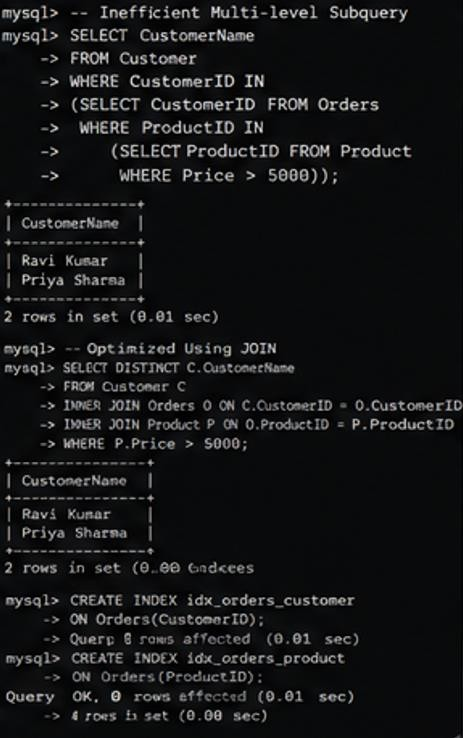 mysql> -- Inefficient Multi-level Subquery
mysql> SELECT CustomerName
-> FROM Customer
-> WHERE CustomerID IN
-> (SELECT CustomerID FROM Orders
-> WHERE ProductID IN
-> (SELECT ProductID FROM Product
-> WHERE Price > 5000));
+--------------+
| CustomerName |
+--------------+
| Ravi Kumar |
| Priya Sharma |
+--------------+
2 rows in set (0.01 sec)
mysql> -- Optimized Using JOIN
mysql> SELECT DISTINCT C.CustomerName
-> FROM Customer C
-> INNER JOIN Orders O ON C.CustomerID = O.CustomerID
-> INNER JOIN Product P ON O.ProductID = P.ProductID
-> WHERE P.Price > 5000;
+--------------+
| CustomerName |
+--------------+
| Ravi Kumar |
| Priya Sharma |
+--------------+
2 rows in set (0..00
mysql> CREATE INDEX idx_orders_customer
-> ON Orders(CustomerID);
-> Query 0 rows affected (0.01 sec)
mysql> CREATE INDEX idx_orders_product
-> ON Orders(ProductID);
Query OK, 0 rows affected (0.01 sec)
-> 4 rows in set (0.00 sec)